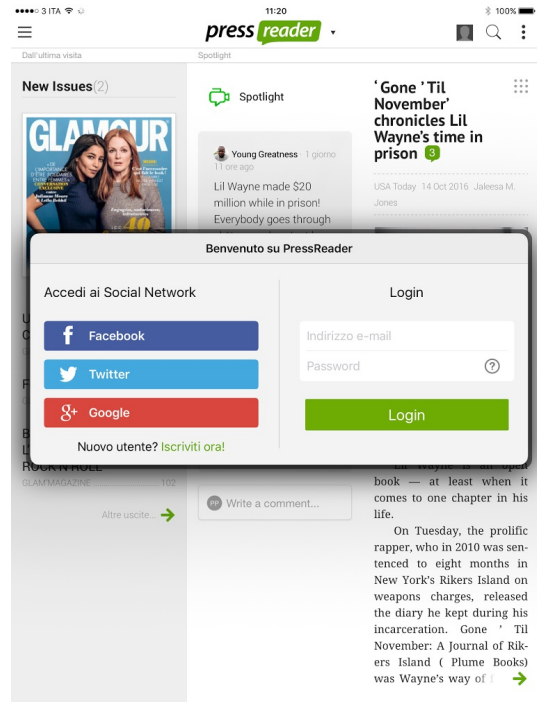 3 ITA
11:20
100%
press reader
Dall'ultima visita
Spotlight
New Issues(2)
GLAMOUR
Spotlight
Young Greatness · 1 giorno
11 ore ago
Lil Wayne made $20
million while in prison!
Everybody goes through
‘ Gone ’ Til
November’
chronicles Lil
Wayne’s time in
prison 3
USA Today 14 Oct 2016 Jaleesa M.
Jones
Benvenuto su PressReader
Accedi ai Social Network
f Facebook
Twitter
g+ Google
Nuovo utente? Iscriviti ora!
Login
Indirizzo e-mail
Password ?
Login
ROCK'N'ROLL
GLAM'MAGAZINE 102
Altre uscite...
PP Write a comment...
Lil Wayne is an open
book — at least when it
comes to one chapter in his
life.
On Tuesday, the prolific
rapper, who in 2010 was sen-
tenced to eight months in
New York’s Rikers Island on
weapons charges, released
the diary he kept during his
incarceration. Gone ’ Til
November: A Journal of Rik-
ers Island ( Plume Books)
was Wayne’s way of